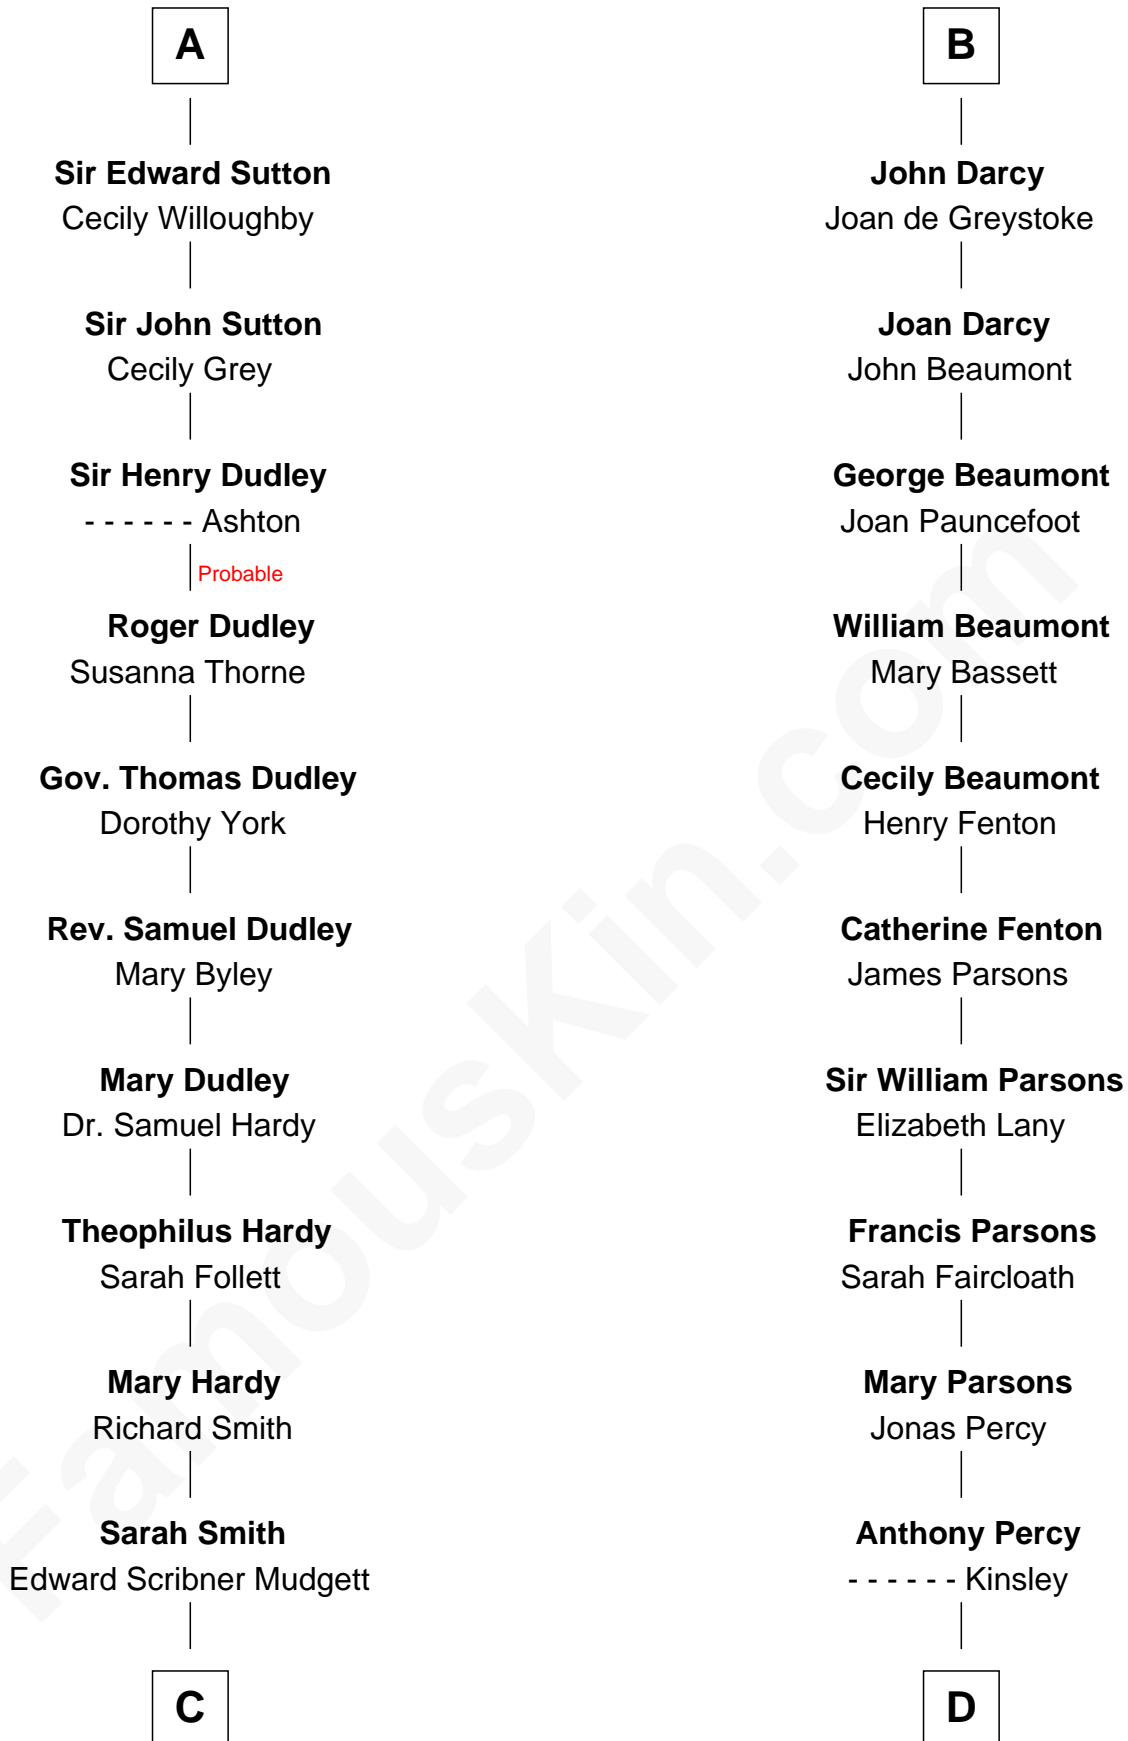 A
Sir Edward Sutton
Cecily Willoughby
Sir John Sutton
Cecily Grey
Sir Henry Dudley
- - - - - - Ashton
Probable
Roger Dudley
Susanna Thorne
Gov. Thomas Dudley
Dorothy York
Rev. Samuel Dudley
Mary Byley
Mary Dudley
Dr. Samuel Hardy
Theophilus Hardy
Sarah Follett
Mary Hardy
Richard Smith
Sarah Smith
Edward Scribner Mudgett
C
B
John Darcy
Joan de Greystoke
Joan Darcy
John Beaumont
George Beaumont
Joan Pauncefoot
William Beaumont
Mary Bassett
Cecily Beaumont
Henry Fenton
Catherine Fenton
James Parsons
Sir William Parsons
Elizabeth Lany
Francis Parsons
Sarah Faircloath
Mary Parsons
Jonas Percy
Anthony Percy
- - - - - - Kinsley
D
FamousKin.com